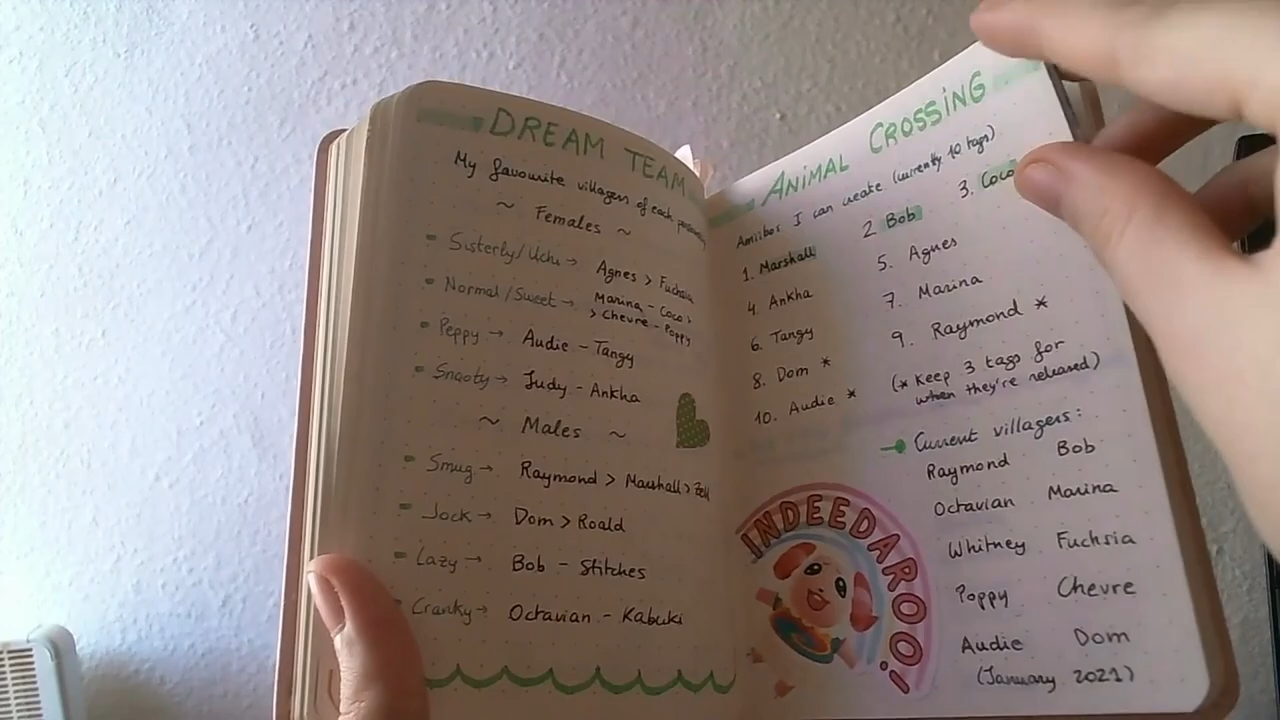 DREAM TEAM
My favourite villagers of each personality
~ Females ~
Sisterly/Uchi → Agnes > Fuchsia
Normal/Sweet → Marina - Coco >
> Chevre - Poppy
Peppy → Audie - Tangy
Snooty → Judy - Ankha
~ Males ~
Smug → Raymond > Marshall > Zell
Jock → Dom > Roald
Lazy → Bob - Stitches
Cranky → Octavian - Kabuki
ANIMAL CROSSING
Amiibos I can create (currently 10 tags)
1. Marshall 2 Bob 3. Coco
4. Ankha 5. Agnes
6. Tangy 7. Marina
8. Dom * 9. Raymond *
10. Audie * (* Keep 3 tags for
when they're released)
Current villagers:
Raymond Bob
Octavian Marina
Whitney Fuchsia
Poppy Chevre
Audie Dom
(January 2021)
INDEEDAROO!